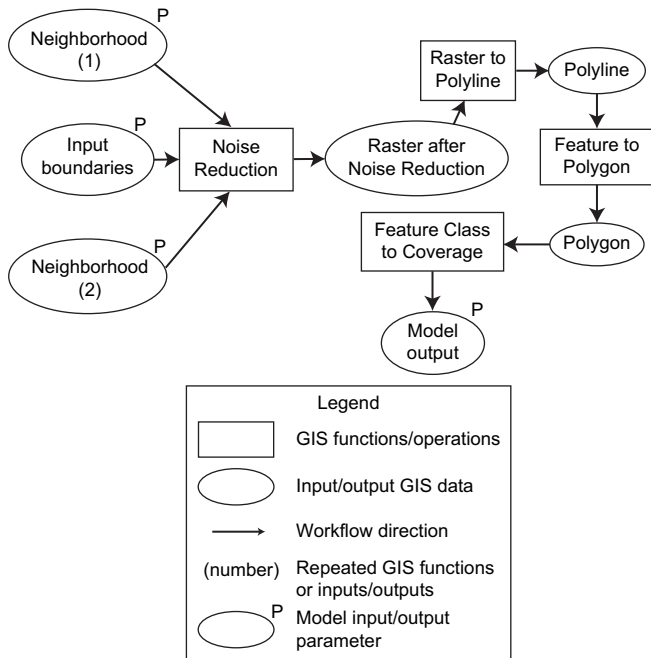 P
Neighborhood
(1)
P
Input
boundaries
P
Neighborhood
(2)
Noise
Reduction
Raster after
Noise Reduction
Raster to
Polyline
Polyline
Feature to
Polygon
Polygon
Feature Class
to Coverage
P
Model
output
Legend
GIS functions/operations
Input/output GIS data
Workflow direction
(number)
Repeated GIS functions
or inputs/outputs
P
Model input/output
parameter